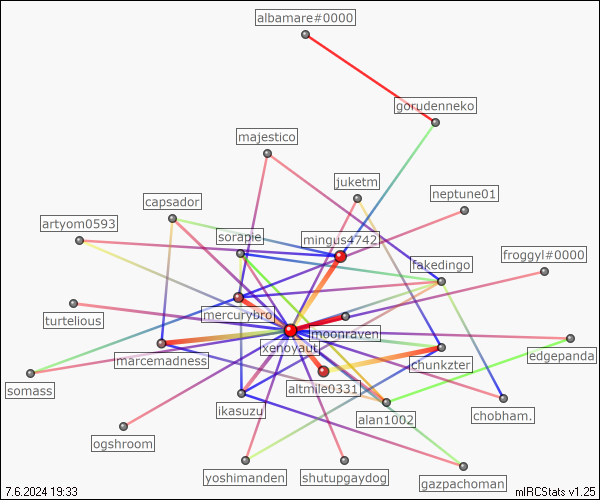 albamare#0000
gorudenneko
majestico
juketm
neptune01
capsador
artyom0593
sorapie
mingus4742
fakedingo
froggyl#0000
mercurybro
turtelious
moonraven
xenoyaut
marcemadness
edgepanda
chunkzter
somass
altmile0331
ikasuzu
alan1002
chobham.
ogshroom
yoshimanden
shutupgaydog
gazpachoman
7.6.2024 19:33
mIRCStats v1.25